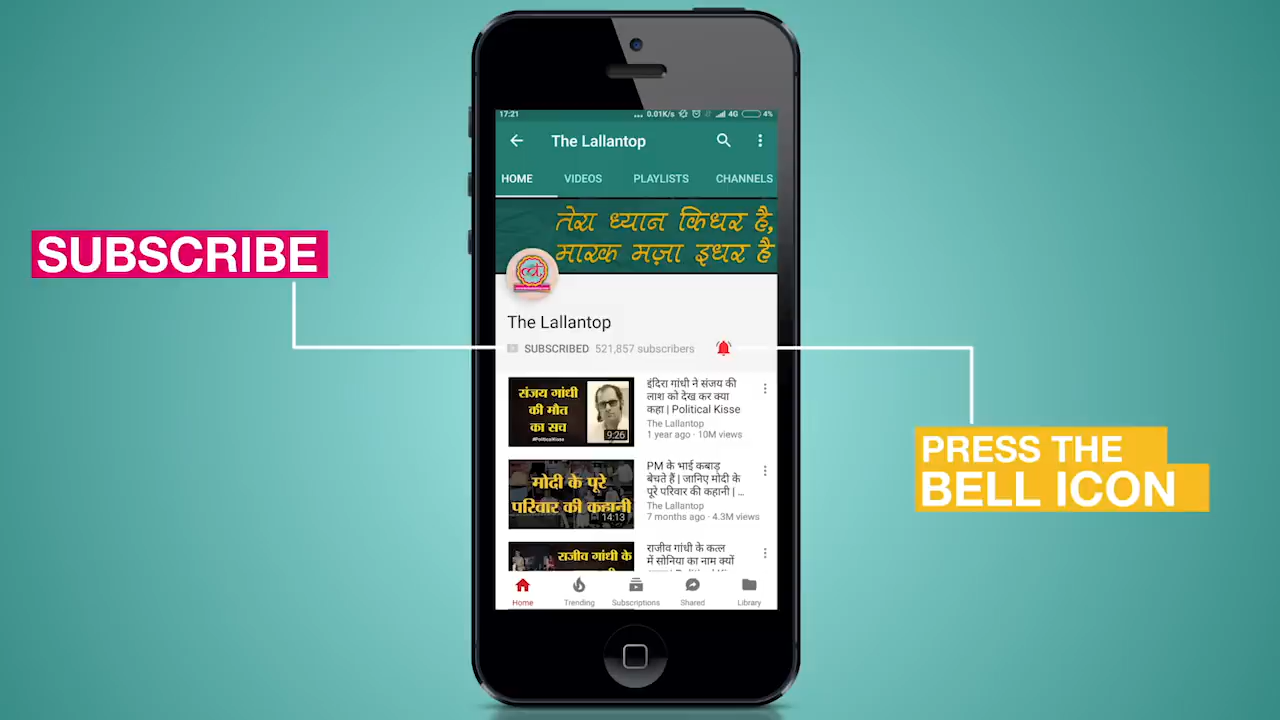 17:21
... 0.01K/s 4G 4%
The Lallantop
HOME VIDEOS PLAYLISTS CHANNELS
तेरा ध्यान किधर है,
मारक मज़ा इधर है
SUBSCRIBE
The Lallantop
SUBSCRIBED 521,857 subscribers
संजय गांधी
की मौत
का सच
#PoliticalKisse
9:26
इंदिरा गांधी ने संजय की
लाश को देख कर क्या
कहा | Political Kisse
The Lallantop
1 year ago · 10M views
PRESS THE
BELL ICON
मोदी के पूरे
परिवार की कहानी
14:13
PM के भाई कबाड़
बेचते हैं | जानिए मोदी के
पूरे परिवार की कहानी | ...
The Lallantop
7 months ago · 4.3M views
राजीव गांधी के
राजीव गांधी के कत्ल
में सोनिया का नाम क्यों
Home Trending Subscriptions Shared Library